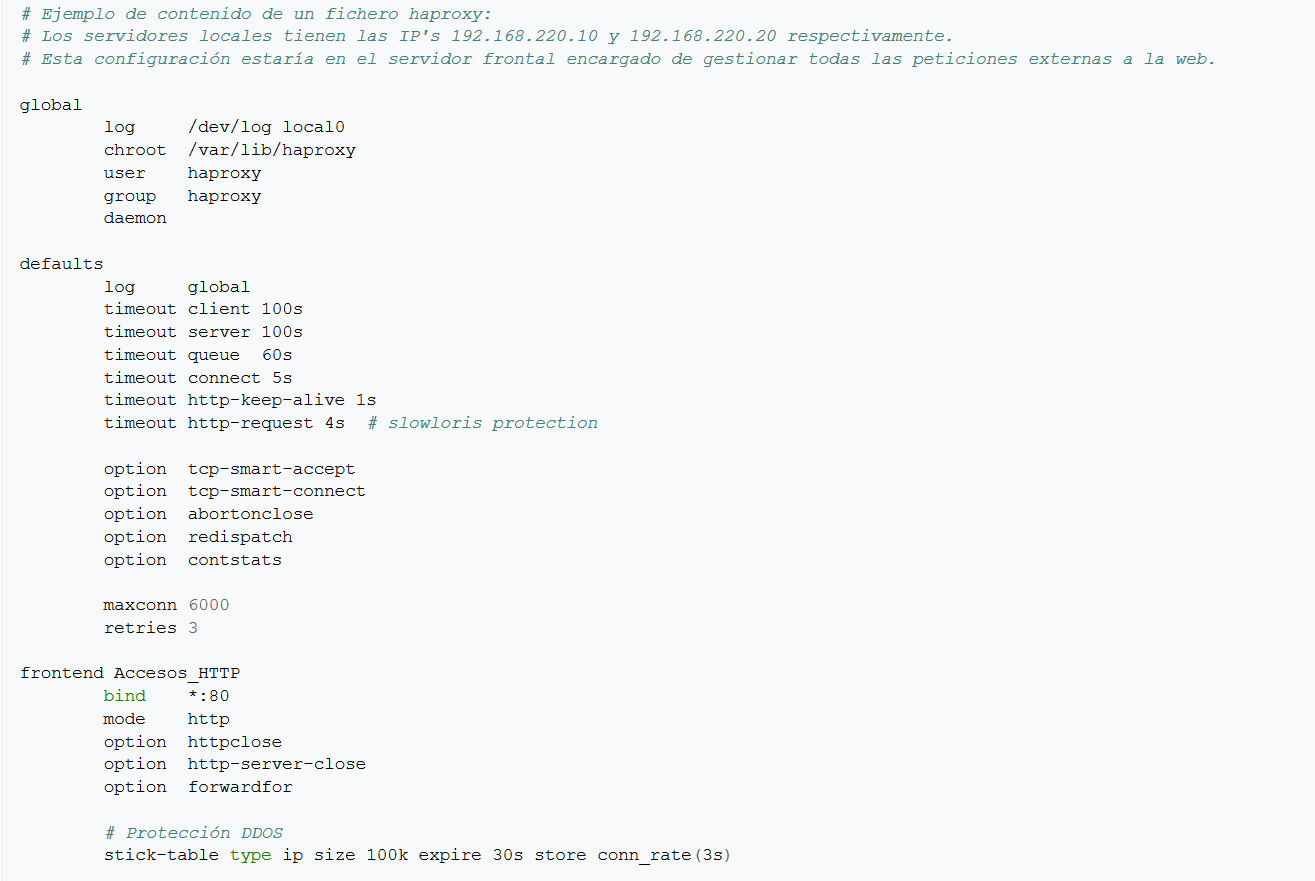 # Ejemplo de contenido de un fichero haproxy:
# Los servidores locales tienen las IP's 192.168.220.10 y 192.168.220.20 respectivamente.
# Esta configuración estaría en el servidor frontal encargado de gestionar todas las peticiones externas a la web.

global
        log     /dev/log local0
        chroot  /var/lib/haproxy
        user    haproxy
        group   haproxy
        daemon

defaults
        log     global
        timeout client 100s
        timeout server 100s
        timeout queue  60s
        timeout connect 5s
        timeout http-keep-alive 1s
        timeout http-request 4s  # slowloris protection

        option  tcp-smart-accept
        option  tcp-smart-connect
        option  abortonclose
        option  redispatch
        option  contstats

        maxconn 6000
        retries 3

frontend Accesos_HTTP
        bind    *:80
        mode    http
        option  httpclose
        option  http-server-close
        option  forwardfor

        # Protección DDOS
        stick-table type ip size 100k expire 30s store conn_rate(3s)